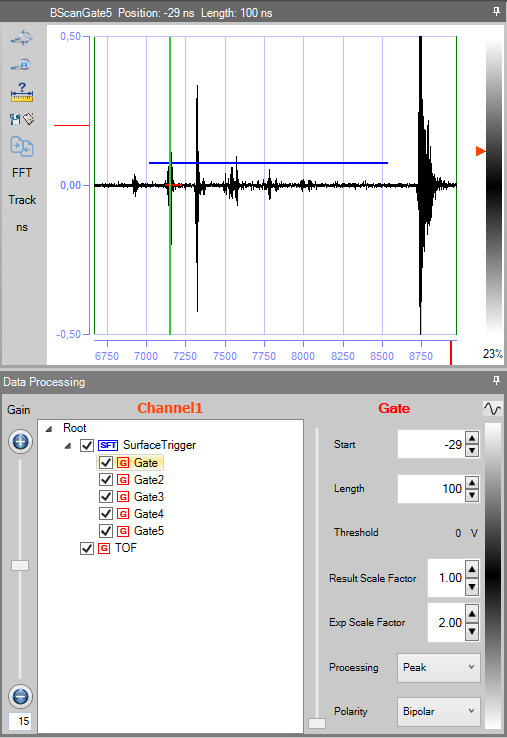 BScanGate5 Position: -29 ns Length: 100 ns
0,50
0,00
-0,50
FFT
Track
ns
6750 7000 7250 7500 7750 8000 8250 8500 8750
23%
Data Processing
Gain
Channel1
Gate
Root
SFT SurfaceTrigger
G Gate
G Gate2
G Gate3
G Gate4
G Gate5
G TOF
15
Start -29
Length 100
Threshold 0 V
Result Scale Factor 1.00
Exp Scale Factor 2.00
Processing Peak
Polarity Bipolar